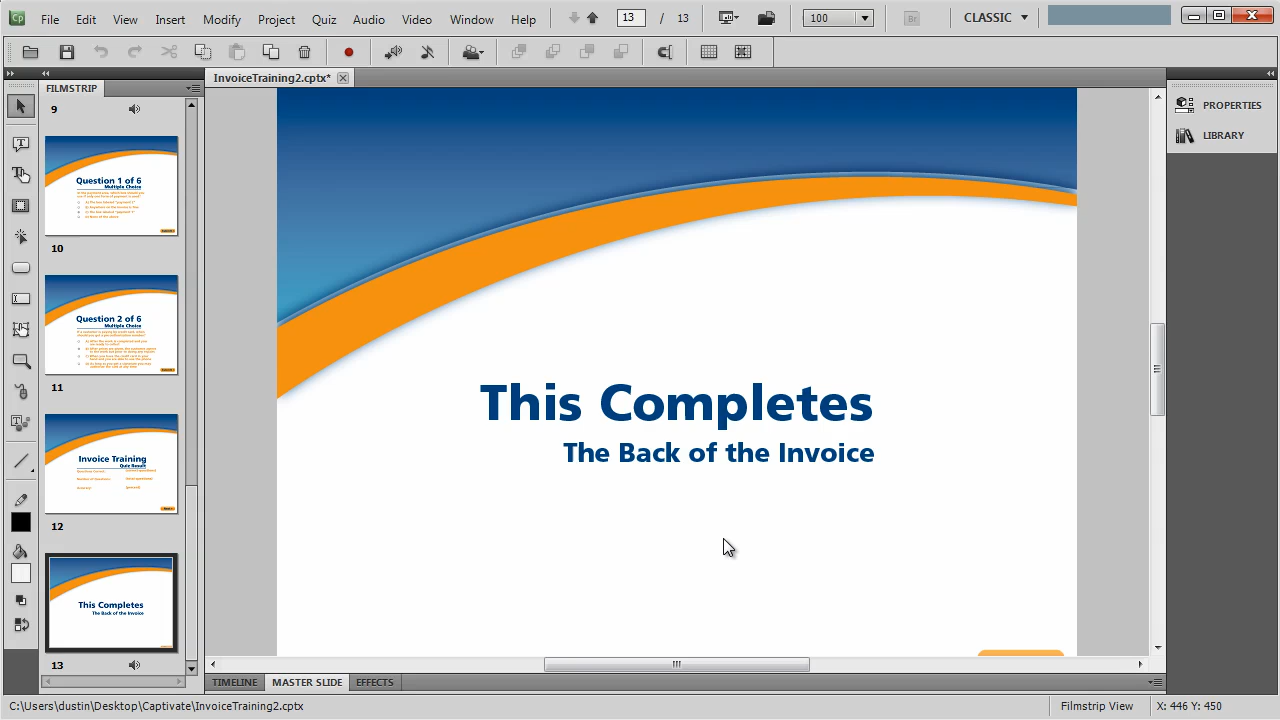 Cp File Edit View Insert Modify Project Quiz Audio Video Window Help 13 / 13 100 Br CLASSIC
InvoiceTraining2.cptx*
FILMSTRIP
9
Question 1 of 6
Multiple Choice
10
Question 2 of 6
Multiple Choice
11
Invoice Training
Quiz Result
12
This Completes
The Back of the Invoice
13
This Completes
The Back of the Invoice
PROPERTIES
LIBRARY
TIMELINE MASTER SLIDE EFFECTS
C:\Users\dustin\Desktop\Captivate\InvoiceTraining2.cptx Filmstrip View X: 446 Y: 450